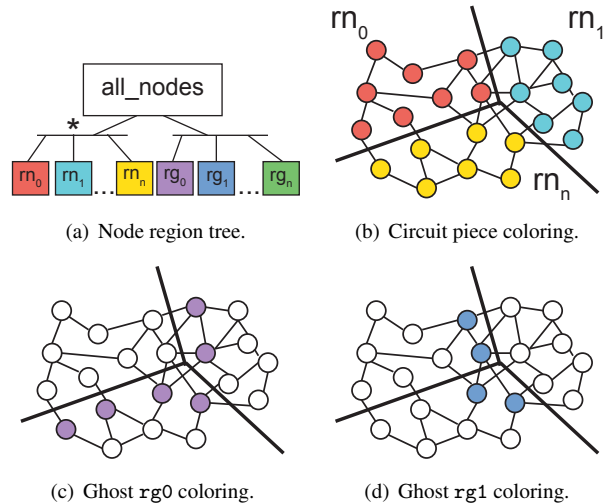 all_nodes
*
rn0 rn1 ... rnn rg0 rg1 ... rgn
(a) Node region tree.
rn0 rn1
rnn
(b) Circuit piece coloring.
(c) Ghost rg0 coloring.
(d) Ghost rg1 coloring.